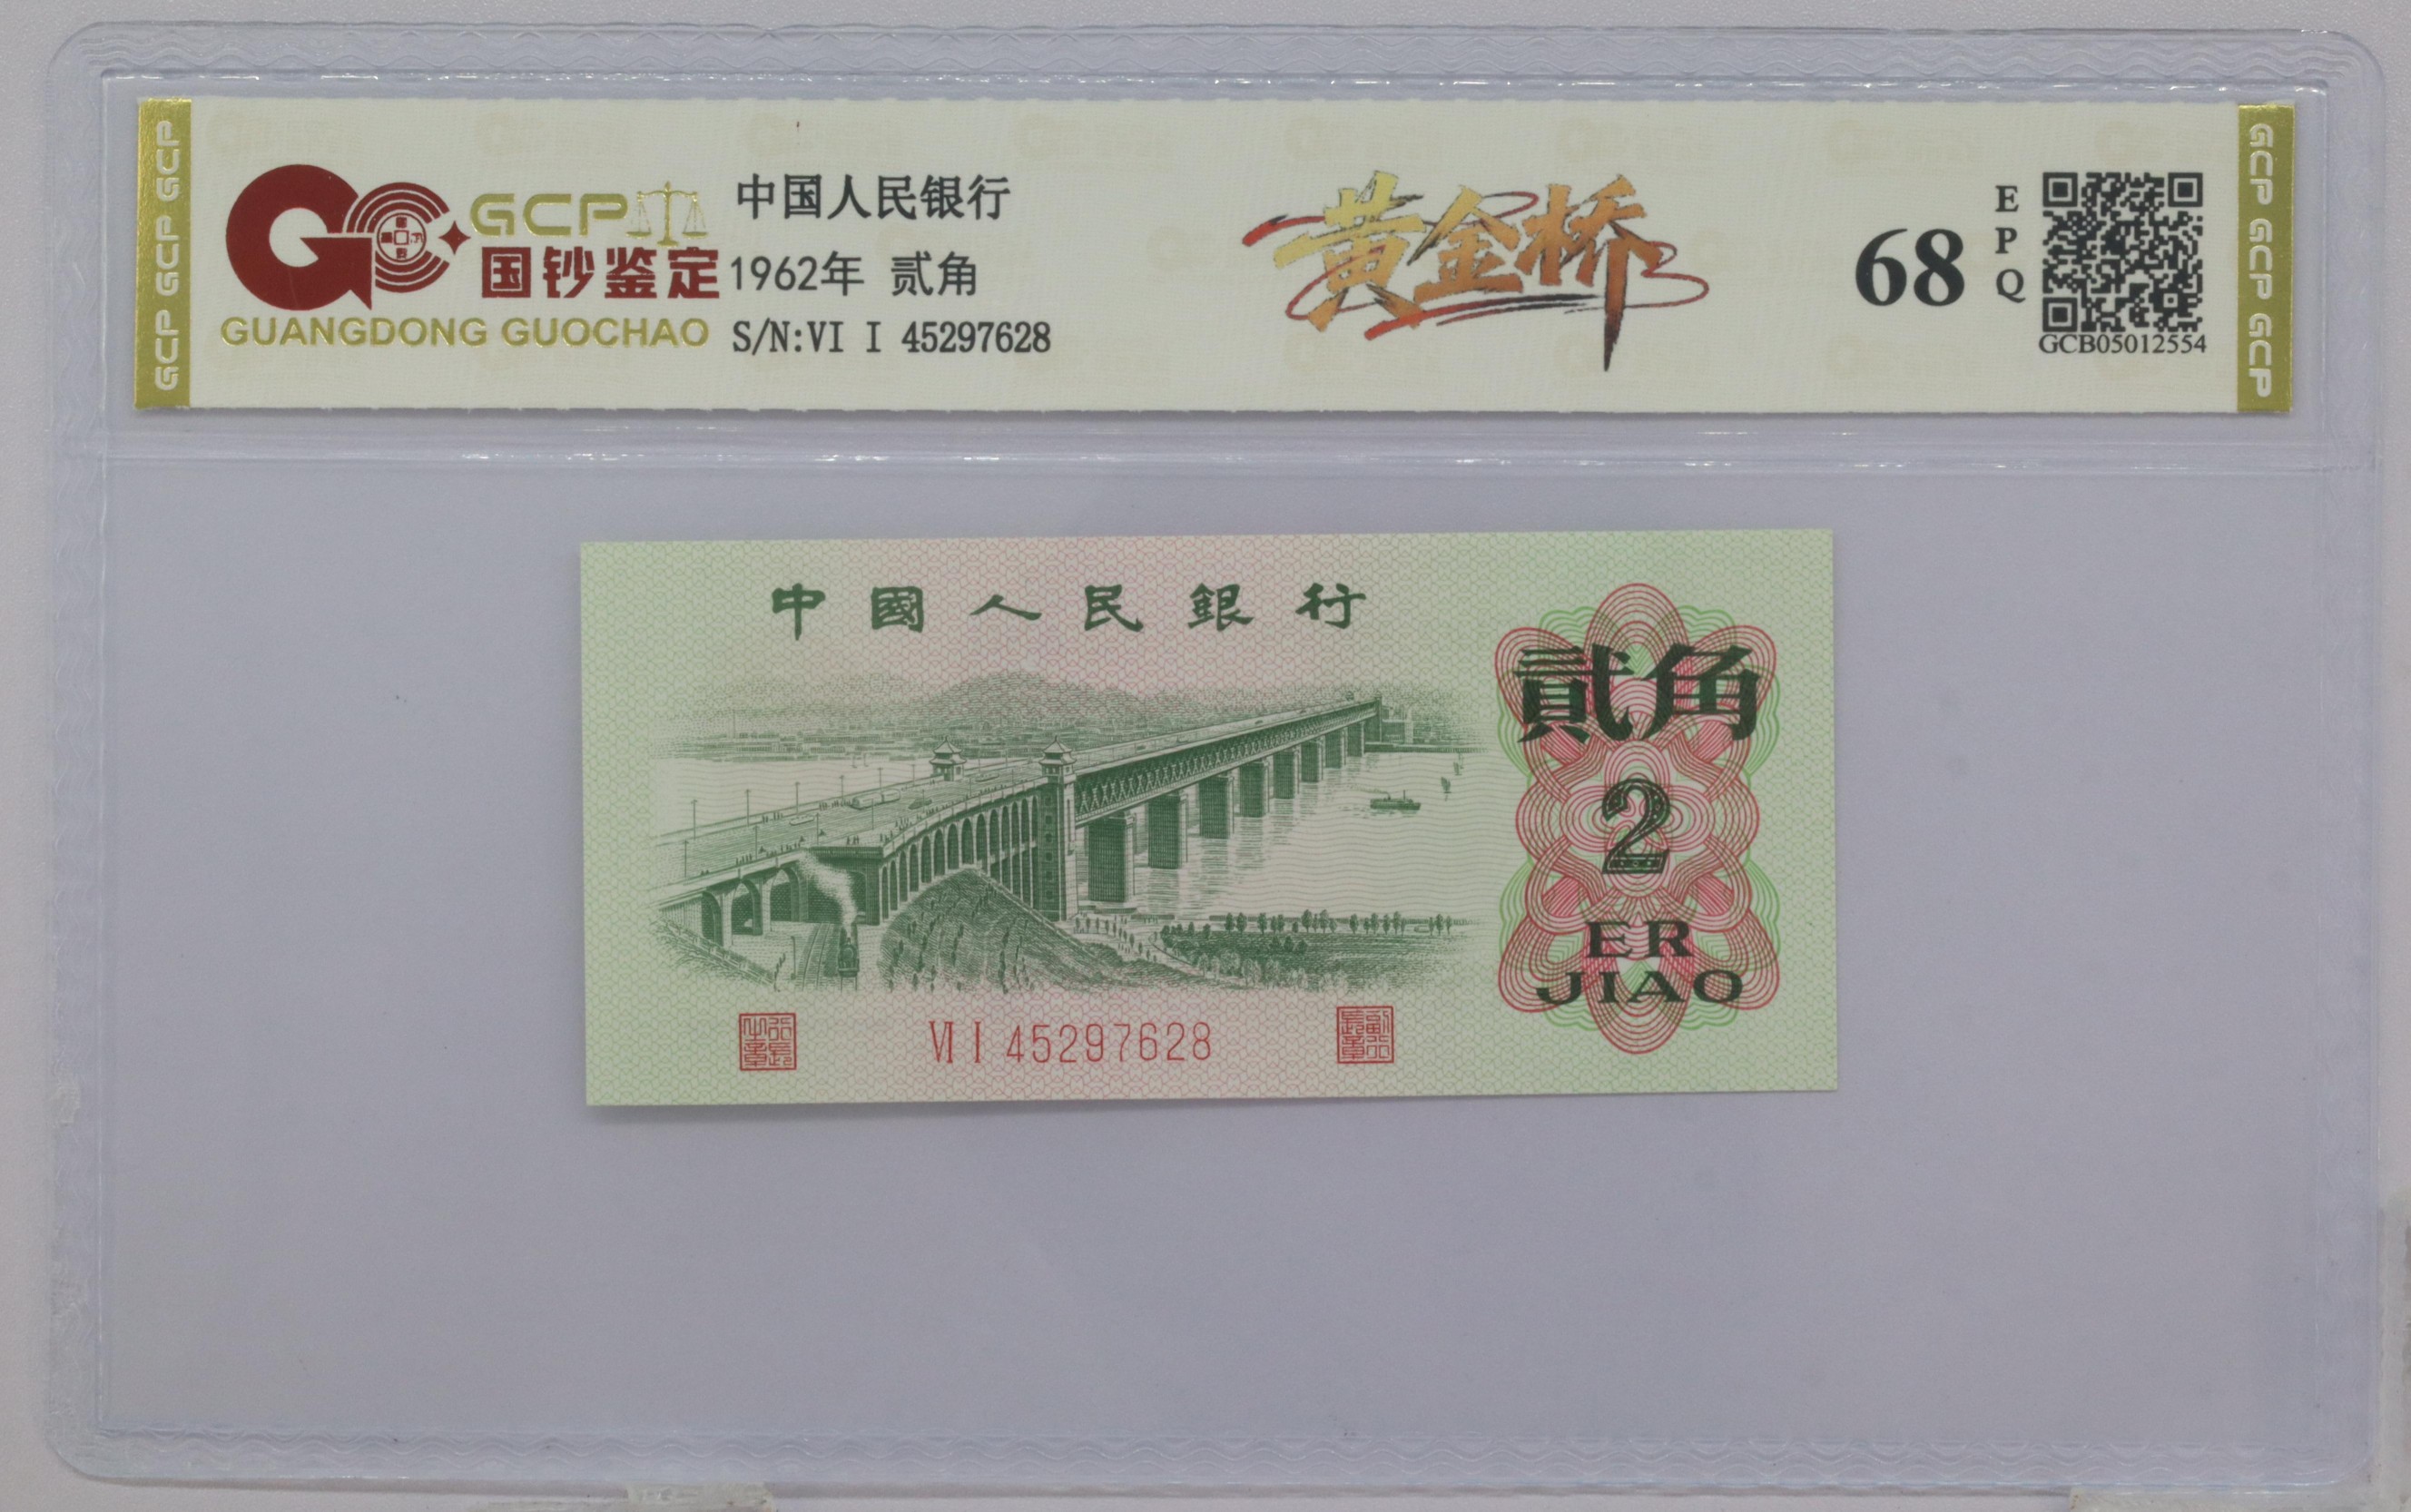 GCP GCP GCP
GCP
国钞鉴定
GUANGDONG GUOCHAO
中国人民银行
1962年 贰角
S/N:VI I 45297628
黄金桥
68
EPQ
GCB05012554
GCP GCP GCP
中國人民銀行
貳角
2
ER
JIAO
VI I 45297628